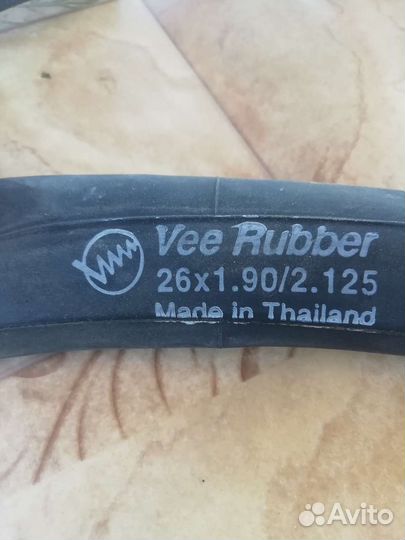 Vee Rubber
26x1.90/2.125
Made in Thailand
Avito